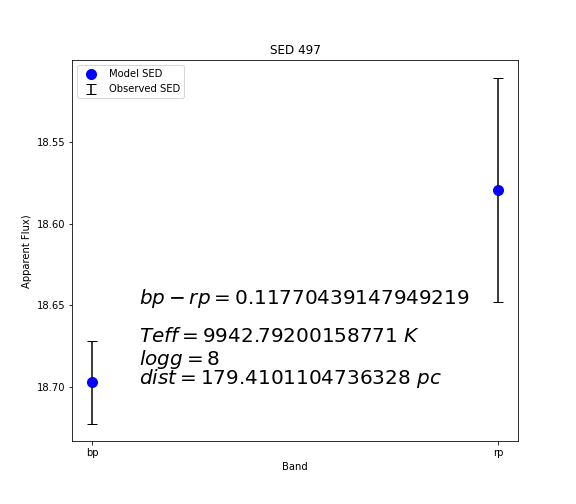 SED 497
Model SED
Observed SED
18.55
18.60
18.65
18.70
Apparent Flux)
bp − rp = 0.11770439147949219
Teff = 9942.79200158771 K
logg = 8
dist = 179.4101104736328 pc
bp
rp
Band